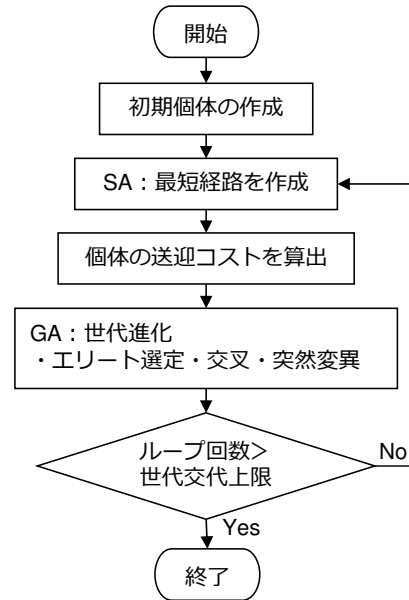 開始
初期個体の作成
SA：最短経路を作成
個体の送迎コストを算出
GA：世代進化
・エリート選定・交叉・突然変異
ループ回数>
世代交代上限
No
Yes
終了